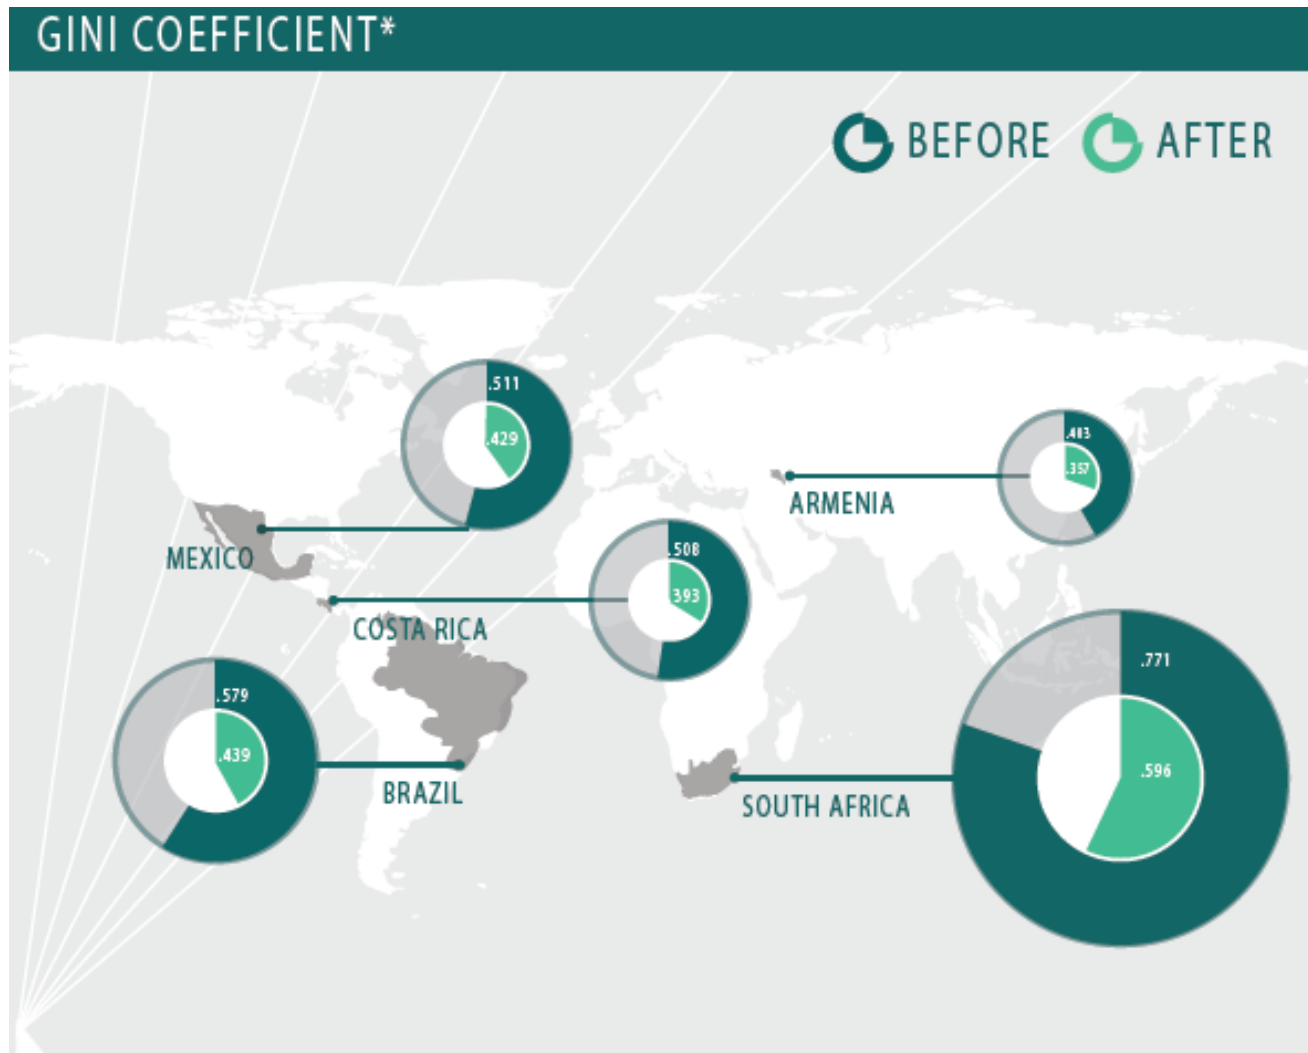 GINI COEFFICIENT*
BEFORE AFTER
.511
.429
MEXICO
.403
.357
ARMENIA
.508
393
COSTA RICA
.579
.439
BRAZIL
.771
.596
SOUTH AFRICA